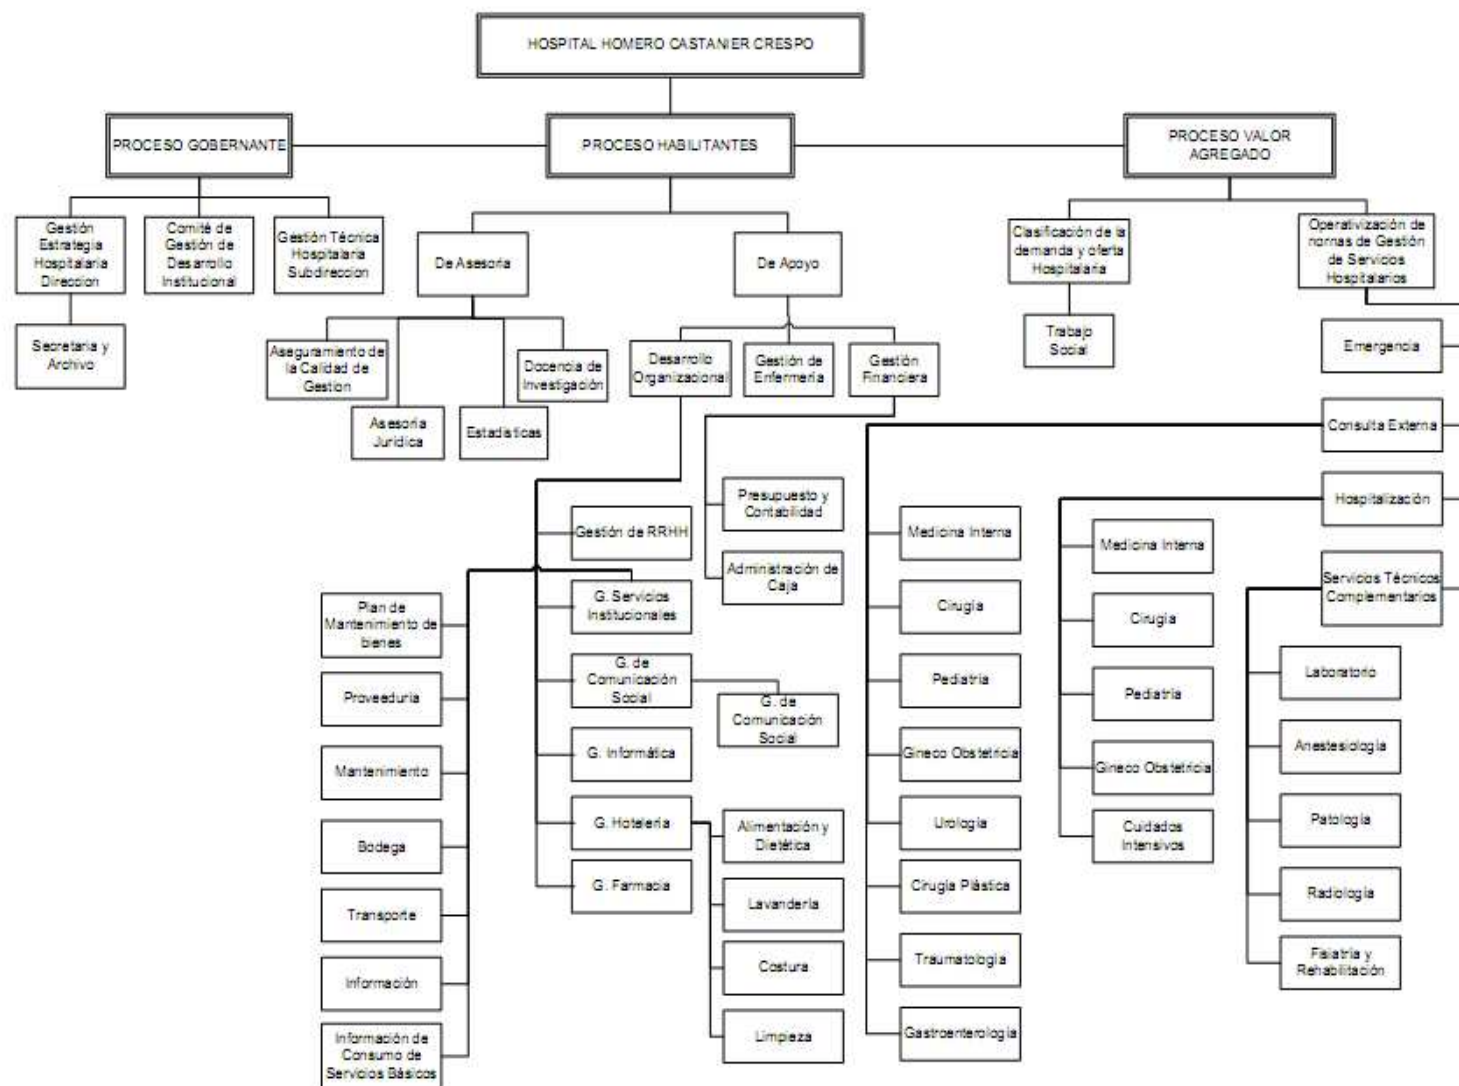 HOSPITAL HOMERO CASTANIER CRESPO
PROCESO GOBERNANTE
PROCESO HABILITANTES
PROCESO VALOR
AGREGADO
Gestión
Estrategia
Hospitalaria
Direccion
Comité de
Gestión de
Desarrollo
Institucional
Gestión Técnica
Hospitalaria
Subdireccion
Secretaria y
Archivo
De Asesoria
De Apoyo
Clasificación de la
demanda y oferta
Hospitalaria
Operativización de
normas de Gestión
de Servicios
Hospitalarios
Trabajo
Social
Aseguramiento de
la Calidad de
Gestion
Asesoria
Jurídica
Estadísticas
Docencia de
Investigación
Desarrollo
Organizacional
Gestión de
Enfermería
Gestión
Financiera
Emergencia
Consulta Externa
Hospitalización
Servicios Técnicos
Complementarios
Presupuesto y
Contabilidad
Administración de
Caja
Gestión de RRHH
G. Servicios
Institucionales
G. de
Comunicación
Social
G. de
Comunicación
Social
G. Informática
G. Hotelería
G. Farmacia
Plan de
Mantenimiento de
bienes
Proveeduria
Mantenimiento
Bodega
Transporte
Información
Información de
Consumo de
Servicios Básicos
Alimentación y
Dietética
Lavandería
Costura
Limpieza
Medicina Interna
Cirugía
Pediatría
Gineco Obstetricia
Urología
Cirugía Plástica
Traumatología
Gastroenterología
Medicina Interna
Cirugía
Pediatría
Gineco Obstetricia
Cuidados
Intensivos
Laboratorio
Anestesiología
Patología
Radiología
Fisiatría y
Rehabilitación